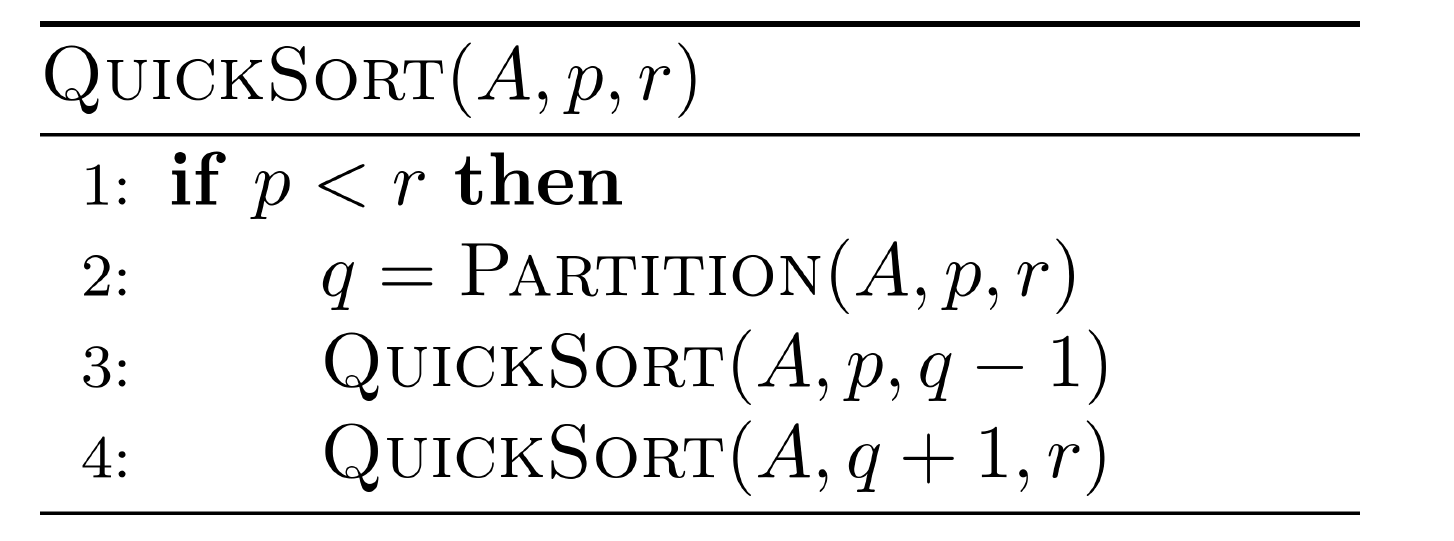 QuickSort(A, p, r)
1: if p < r then
2: q = Partition(A, p, r)
3: QuickSort(A, p, q − 1)
4: QuickSort(A, q + 1, r)